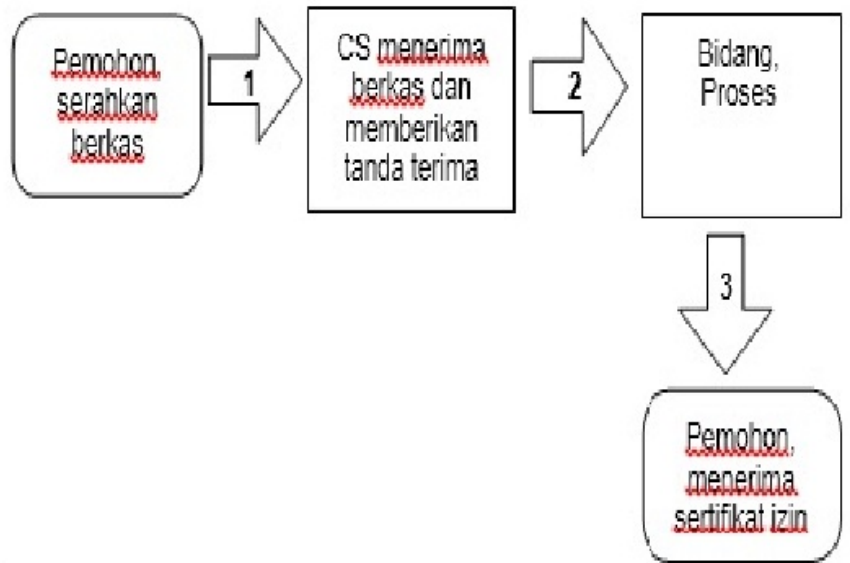 Pemohon,
serahkan
berkas
1
CS menerima
berkas dan
memberikan
tanda terima
2
Bidang,
Proses
3
Pemohon,
menerima
sertifikat izin